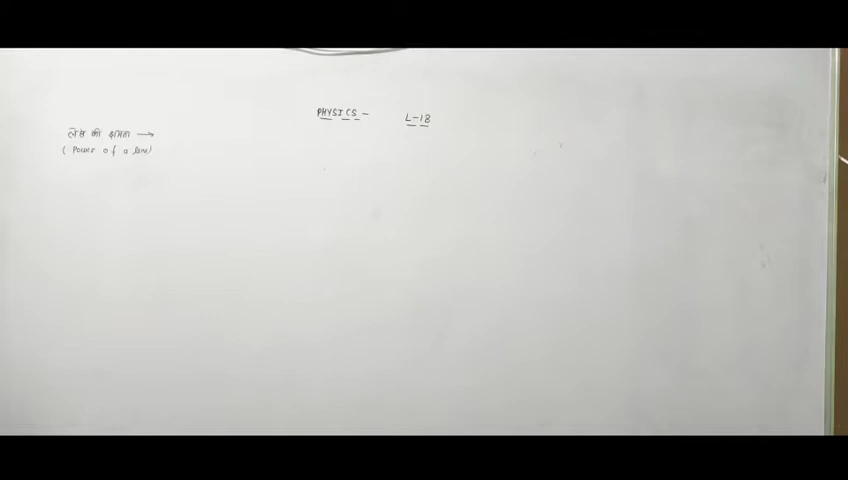 PHYSICS - L-18
लेंस की क्षमता →
(Power of a lens)